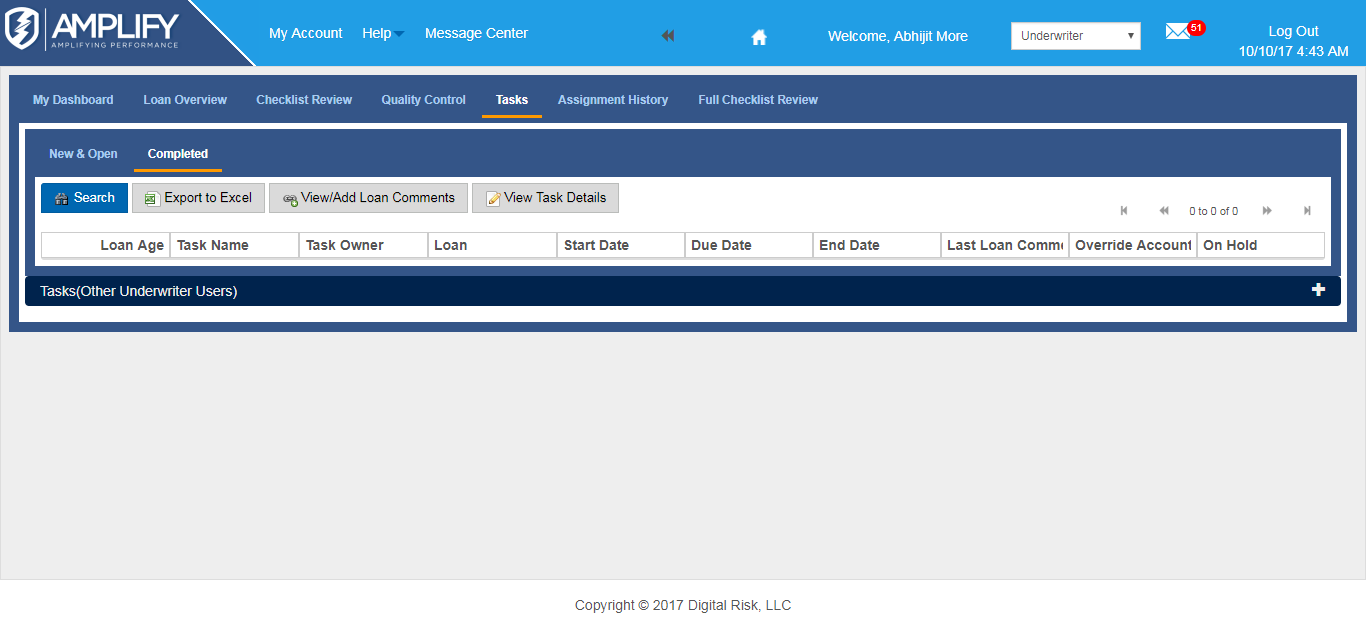 AMPLIFY
AMPLIFYING PERFORMANCE
My Account Help Message Center
Welcome, Abhijit More
Underwriter
51
Log Out
10/10/17 4:43 AM
My Dashboard Loan Overview Checklist Review Quality Control Tasks Assignment History Full Checklist Review
New & Open Completed
Search Export to Excel View/Add Loan Comments View Task Details
0 to 0 of 0
Loan Age Task Name Task Owner Loan Start Date Due Date End Date Last Loan Comme Override Account On Hold
Tasks(Other Underwriter Users)
Copyright © 2017 Digital Risk, LLC